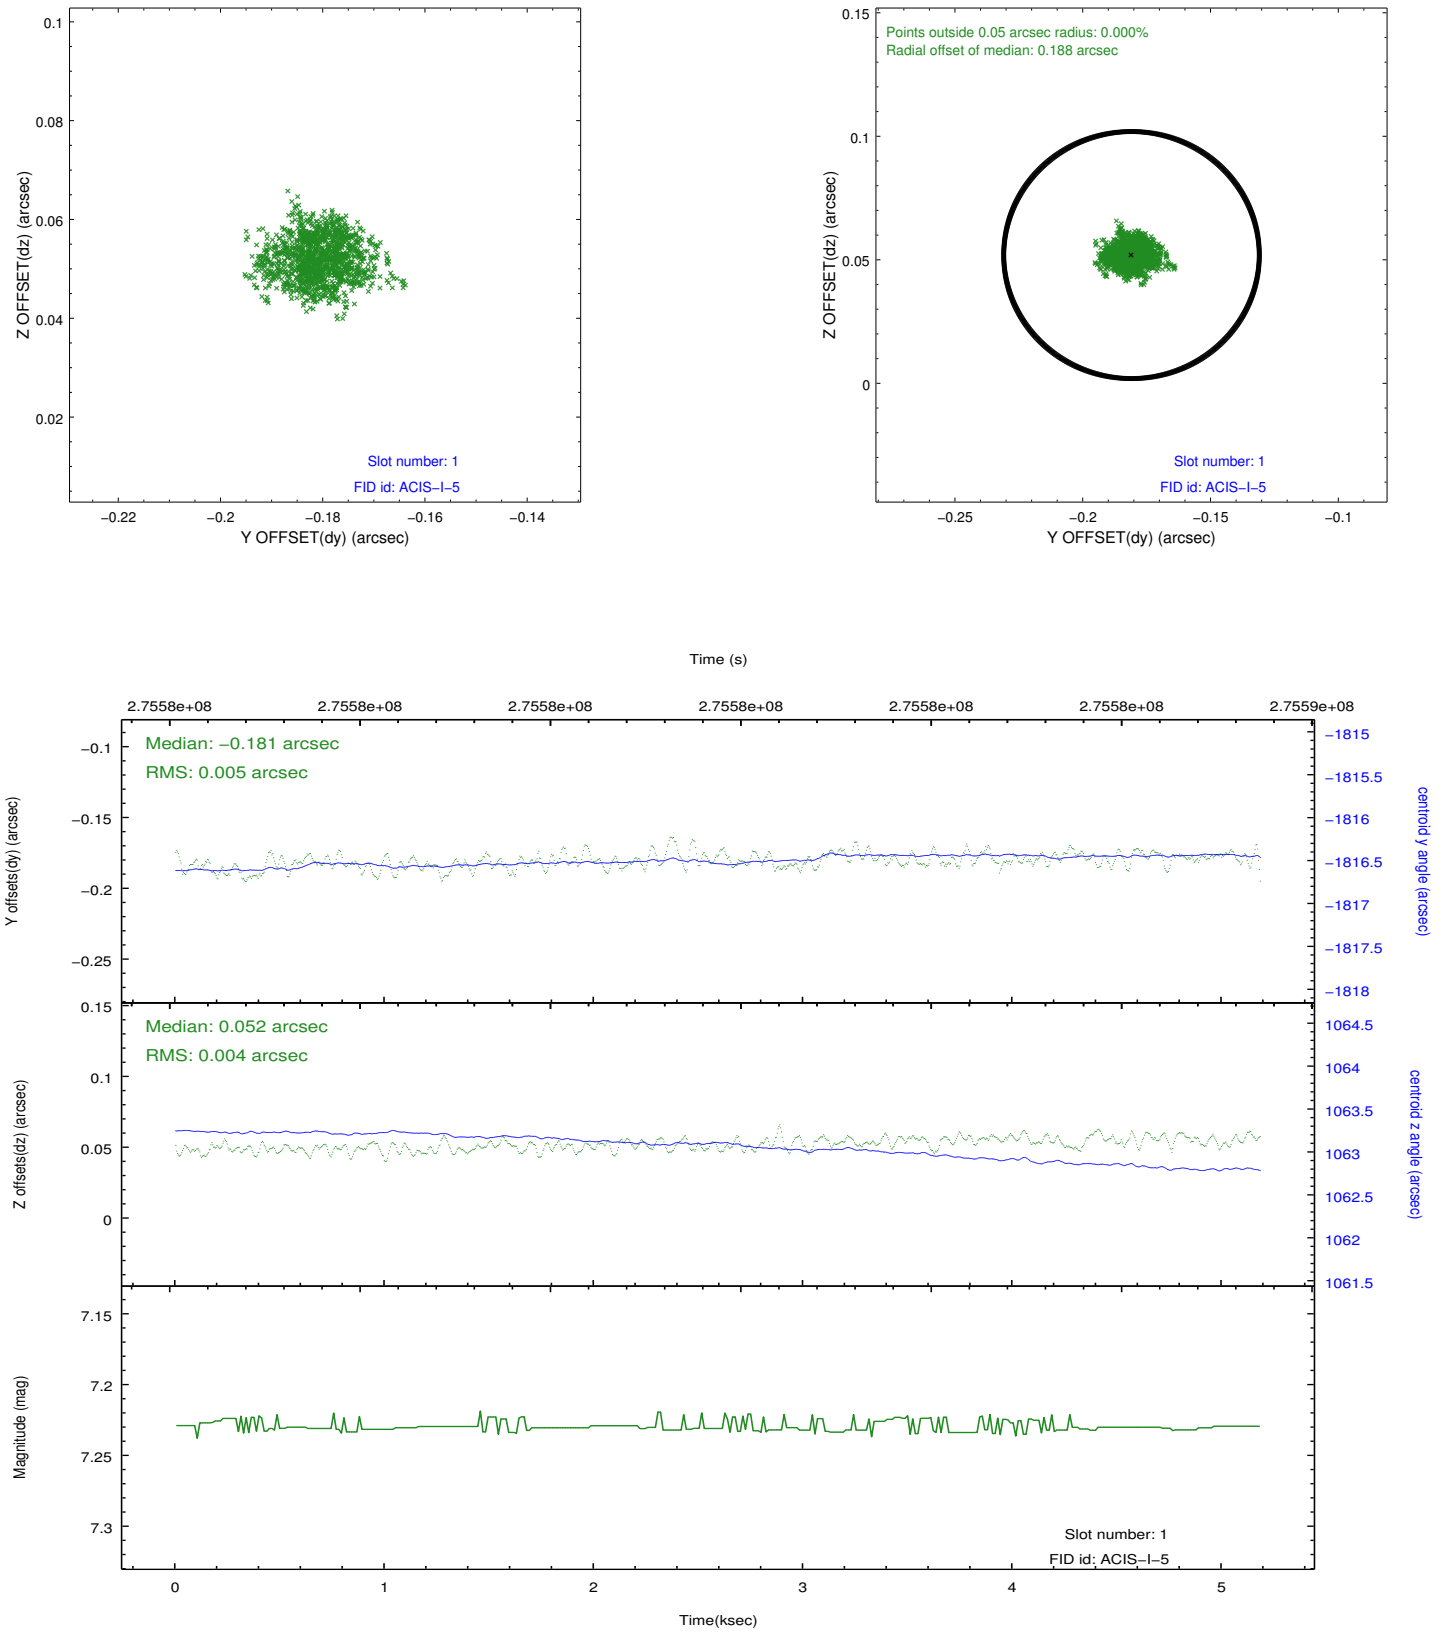 0.1
0.08
0.06
0.04
0.02
Z OFFSET(dz) (arcsec)
Slot number: 1
FID id: ACIS−I−5
−0.22 −0.2 −0.18 −0.16 −0.14
Y OFFSET(dy) (arcsec)
Points outside 0.05 arcsec radius: 0.000%
Radial offset of median: 0.188 arcsec
0.15
0.1
0.05
0
Z OFFSET(dz) (arcsec)
Slot number: 1
FID id: ACIS−I−5
−0.25 −0.2 −0.15 −0.1
Y OFFSET(dy) (arcsec)
Time (s)
2.7558e+08 2.7558e+08 2.7558e+08 2.7558e+08 2.7558e+08 2.7558e+08 2.7559e+08
Median: −0.181 arcsec
RMS: 0.005 arcsec
−0.1
−0.15
−0.2
−0.25
Y offsets(dy) (arcsec)
−1815
−1815.5
−1816
−1816.5
−1817
−1817.5
−1818
centroid y angle (arcsec)
Median: 0.052 arcsec
RMS: 0.004 arcsec
0.15
0.1
0.05
0
Z offsets(dz) (arcsec)
1064.5
1064
1063.5
1063
1062.5
1062
1061.5
centroid z angle (arcsec)
7.15
7.2
7.25
7.3
Magnitude (mag)
Slot number: 1
FID id: ACIS−I−5
0 1 2 3 4 5
Time(ksec)